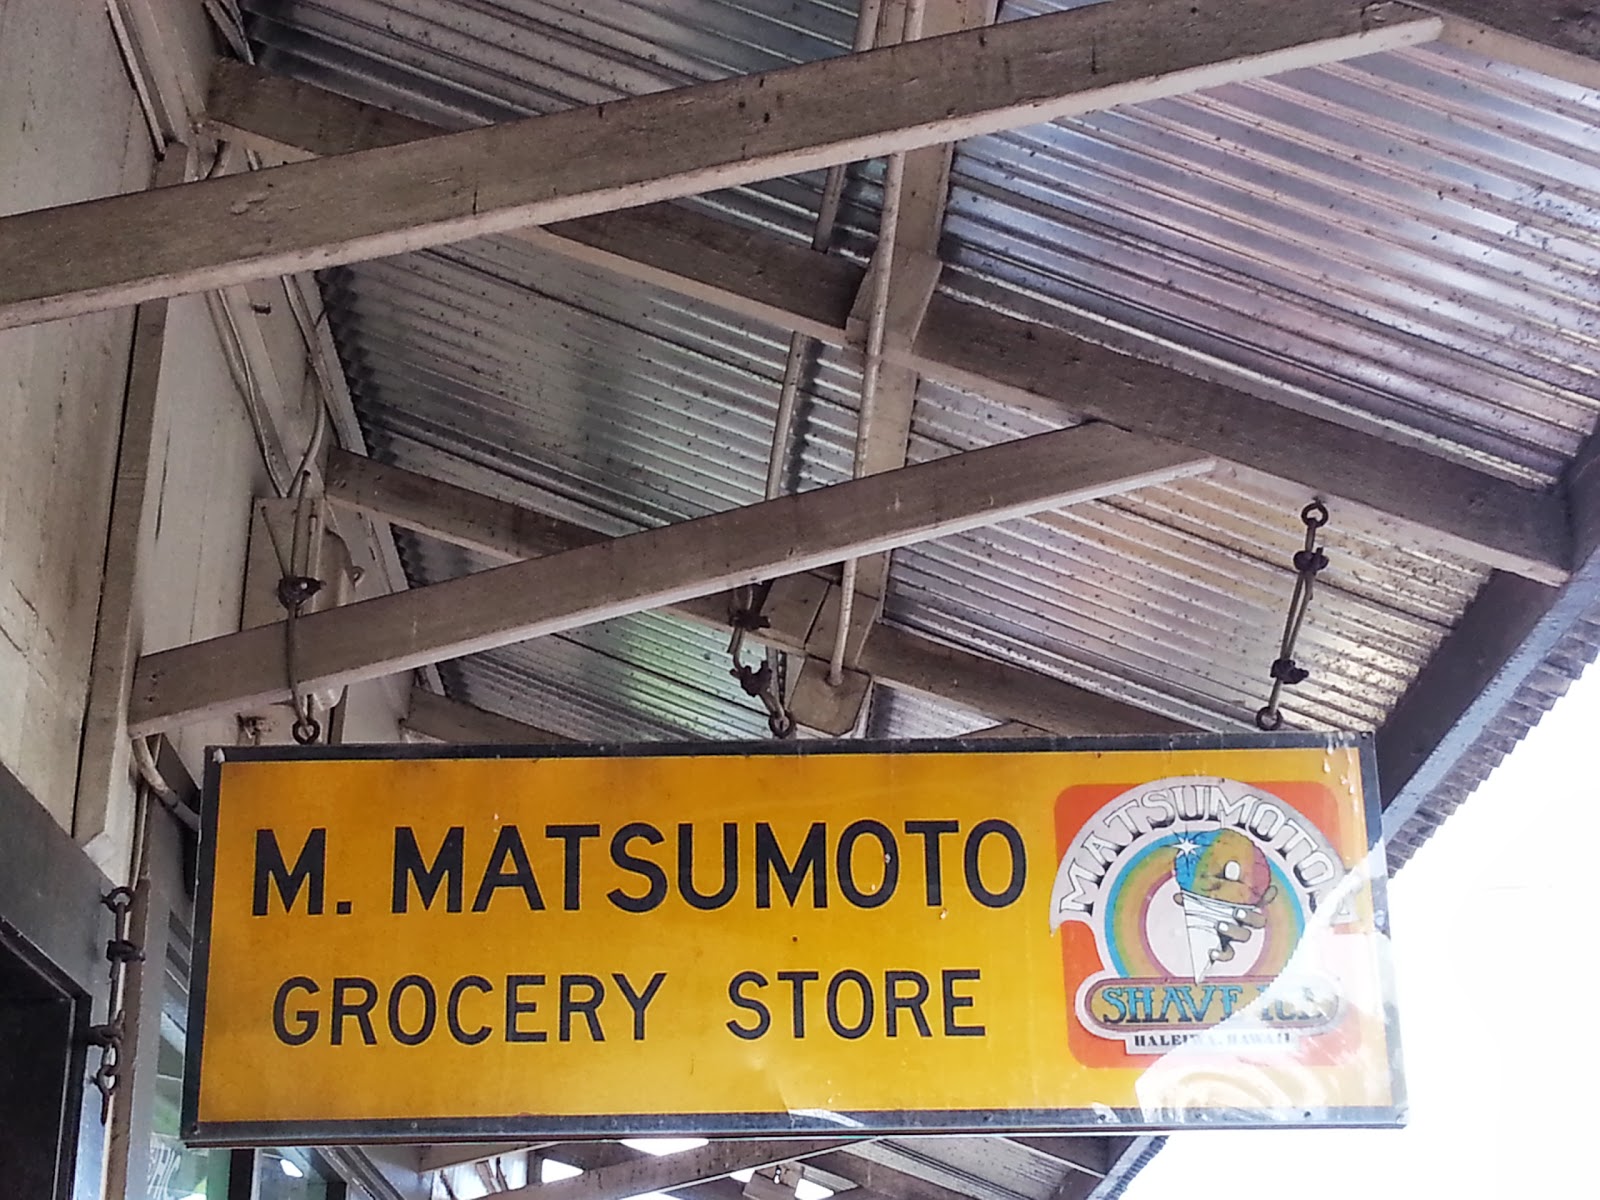 M. MATSUMOTO
GROCERY STORE
MATSUMOTO
SHAVE ICE
HALEIWA, HAWAII